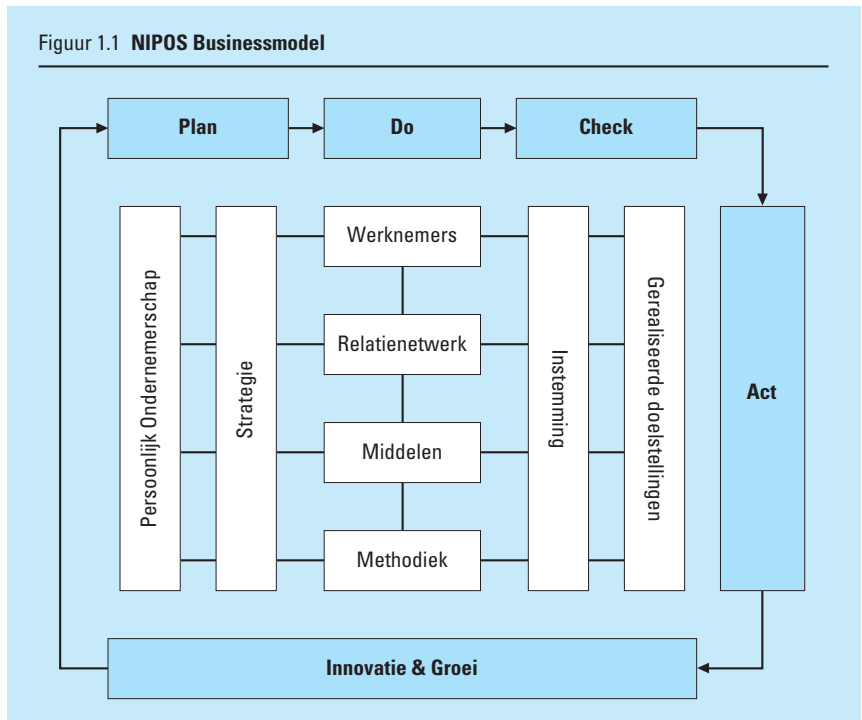 Figuur 1.1 NIPOS Businessmodel
Plan
Do
Check
Persoonlijk Ondernemerschap
Strategie
Werknemers
Relatienetwerk
Middelen
Methodiek
Instemming
Gerealiseerde doelstellingen
Act
Innovatie & Groei